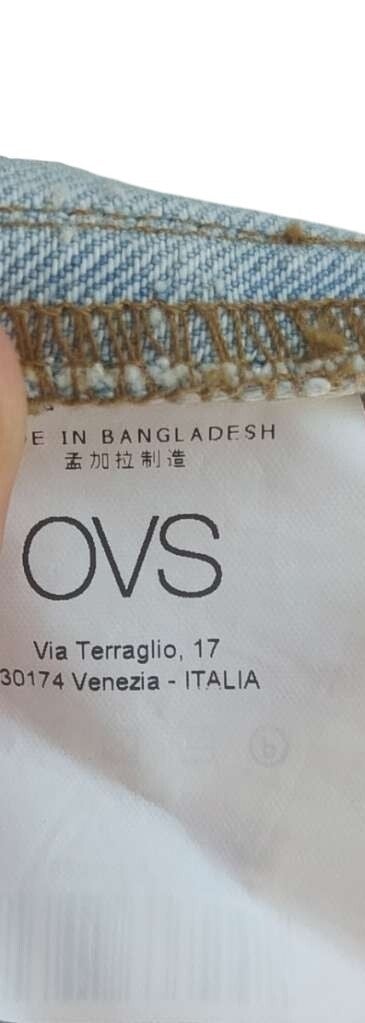 E IN BANGLADESH
孟加拉制造
OVS
Via Terraglio, 17
30174 Venezia - ITALIA